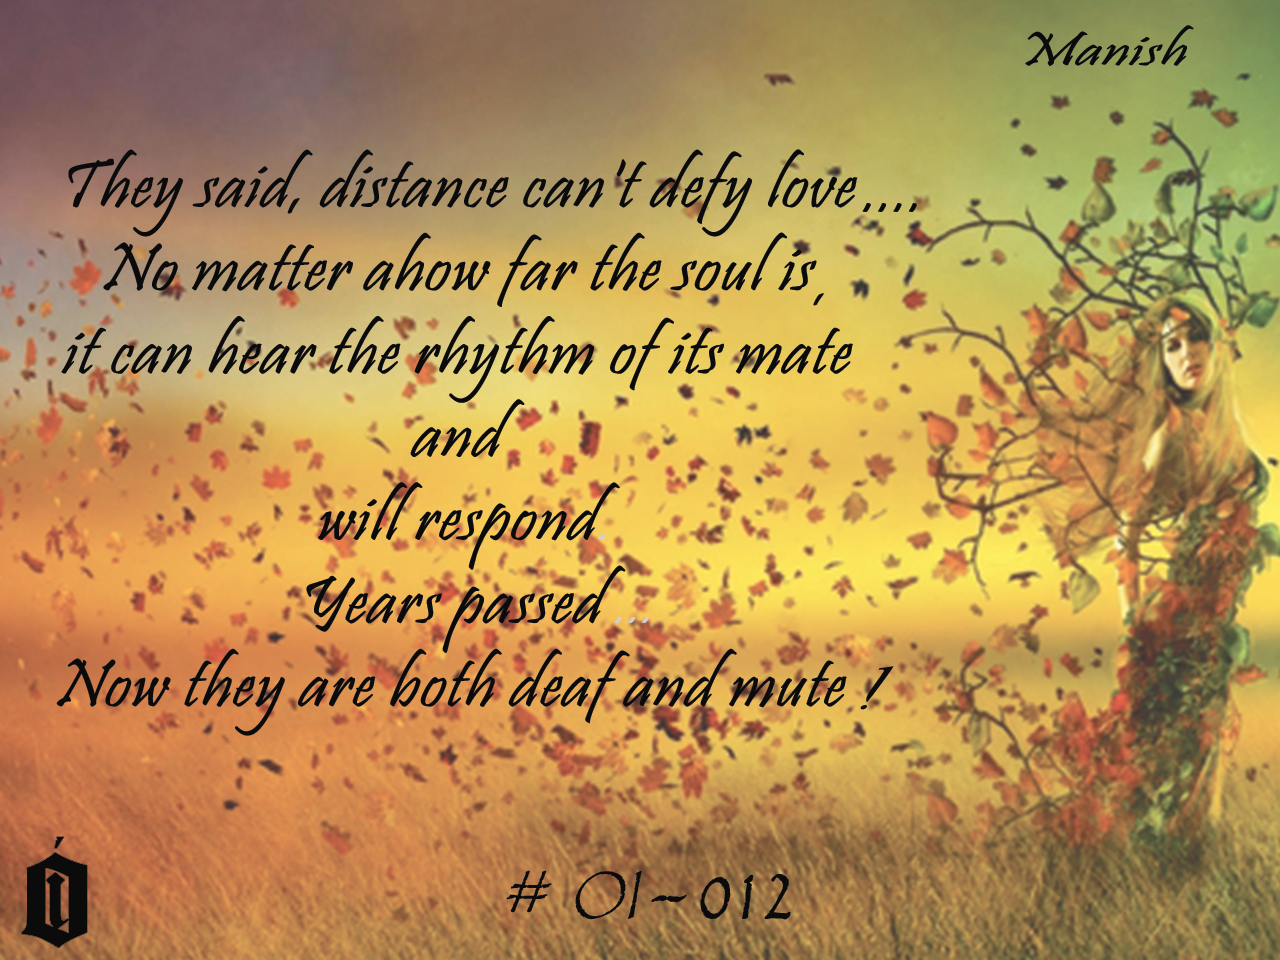 Manish
They said, distance can't defy love....
No matter ahow far the soul is,
it can hear the rhythm of its mate
and
will respond.
Years passed ...
Now they are both deaf and mute !
# 01~012